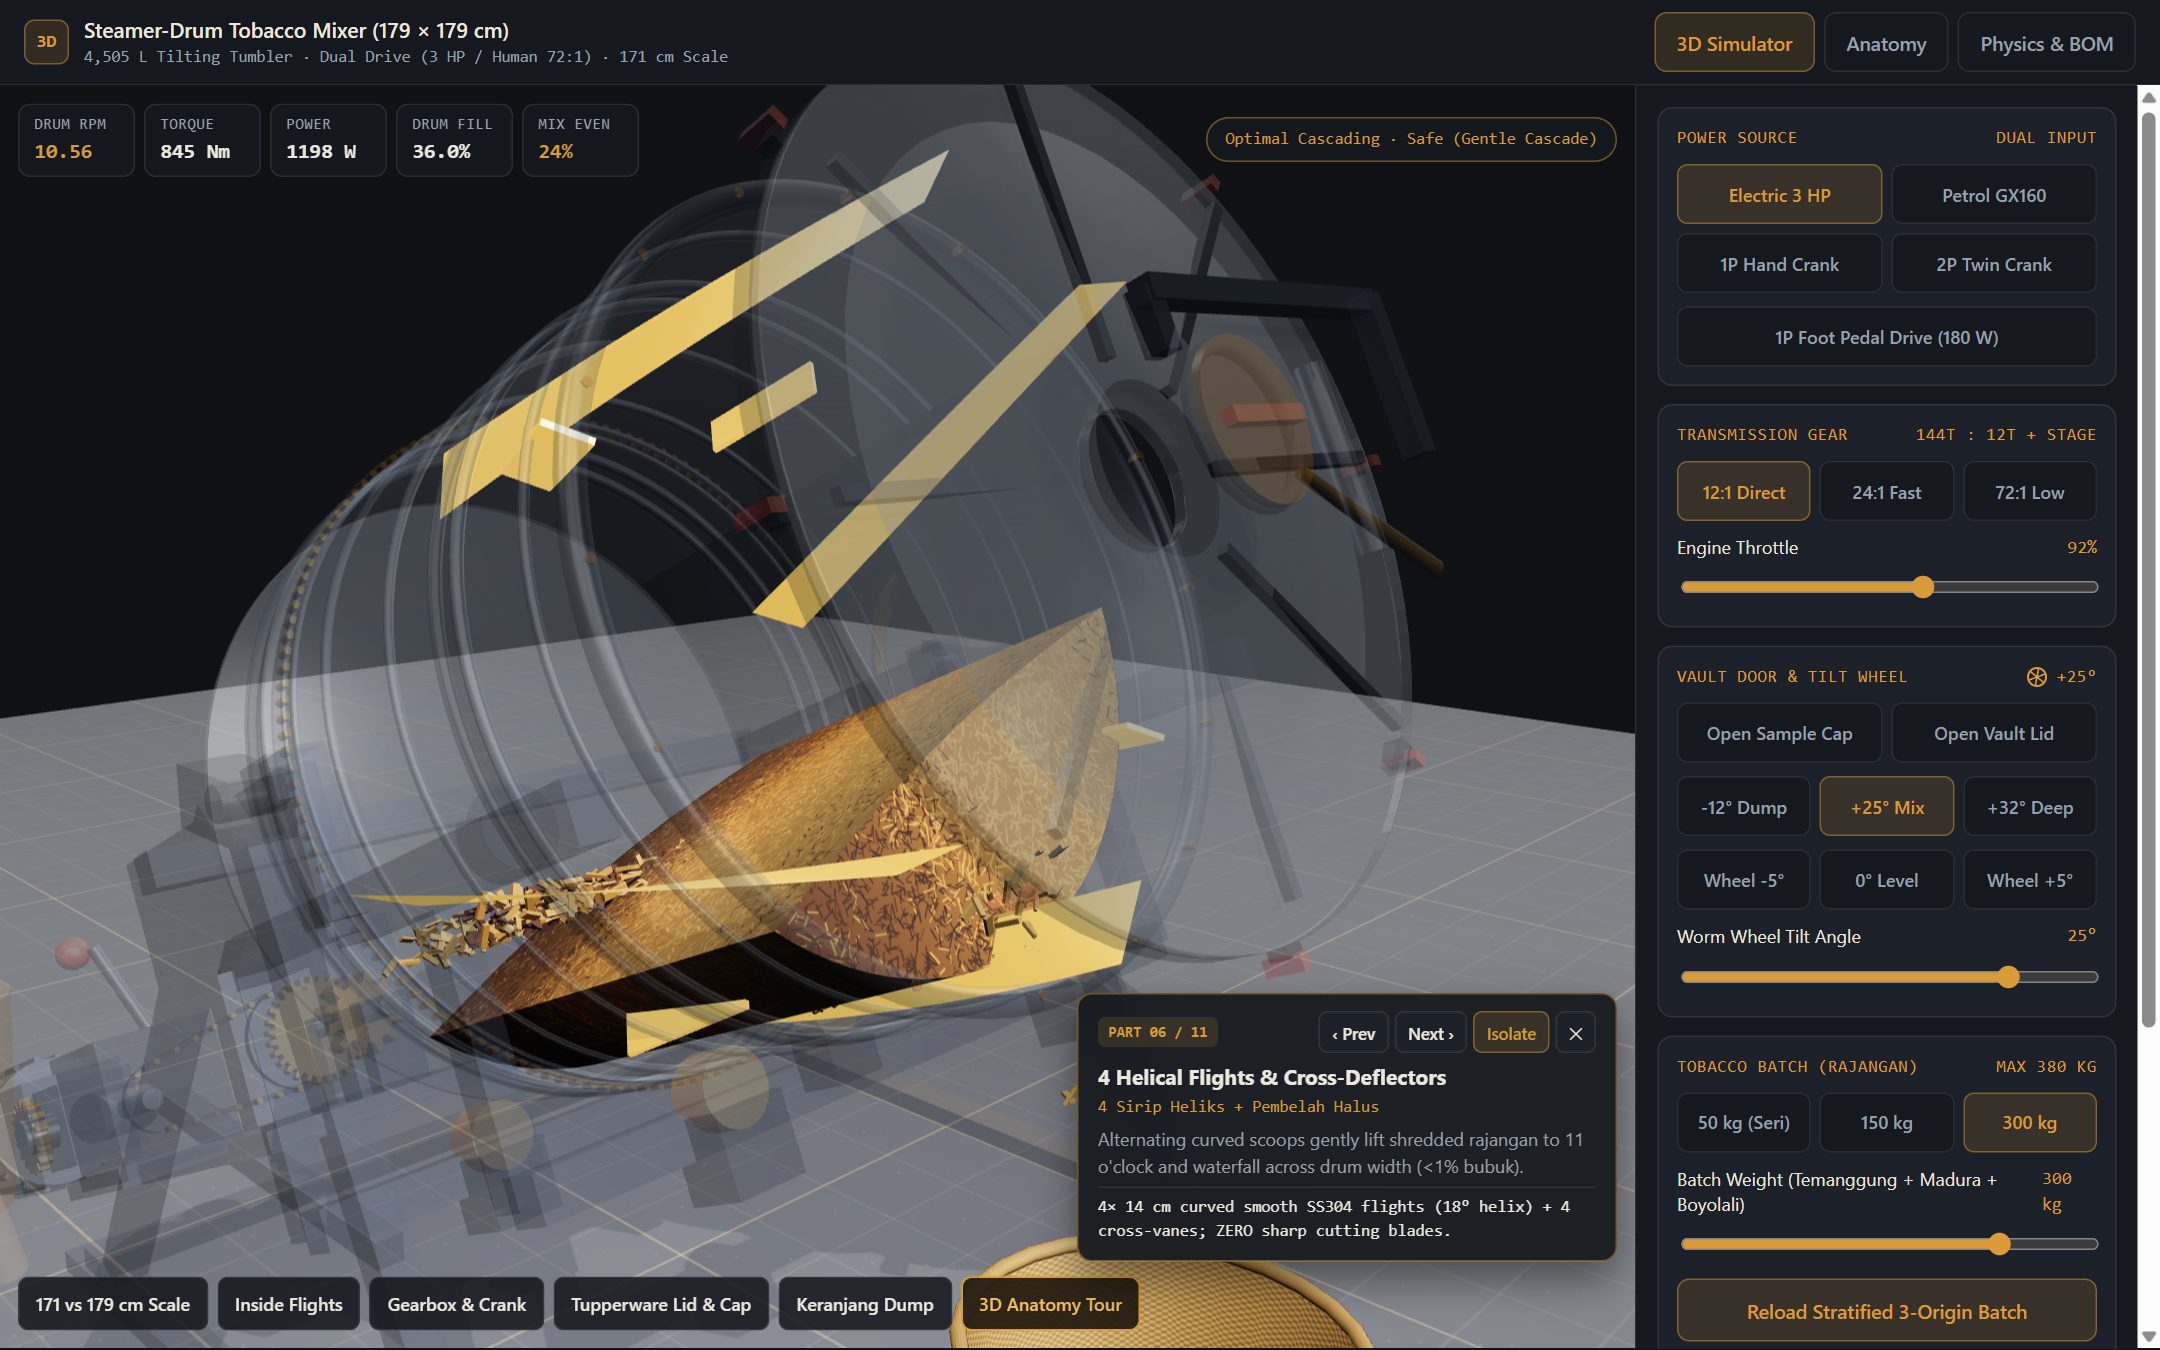 3D
Steamer-Drum Tobacco Mixer (179 × 179 cm)
4,505 L Tilting Tumbler · Dual Drive (3 HP / Human 72:1) · 171 cm Scale
3D Simulator
Anatomy
Physics & BOM
DRUM RPM
10.56
TORQUE
845 Nm
POWER
1198 W
DRUM FILL
36.0%
MIX EVEN
24%
Optimal Cascading · Safe (Gentle Cascade)
POWER SOURCE
DUAL INPUT
Electric 3 HP
Petrol GX160
1P Hand Crank
2P Twin Crank
1P Foot Pedal Drive (180 W)
TRANSMISSION GEAR
144T : 12T + STAGE
12:1 Direct
24:1 Fast
72:1 Low
Engine Throttle
92%
VAULT DOOR & TILT WHEEL
+25°
Open Sample Cap
Open Vault Lid
-12° Dump
+25° Mix
+32° Deep
Wheel -5°
0° Level
Wheel +5°
Worm Wheel Tilt Angle
25°
TOBACCO BATCH (RAJANGAN)
MAX 380 KG
50 kg (Seri)
150 kg
300 kg
Batch Weight (Temanggung + Madura +
Boyolali)
300
kg
Reload Stratified 3-Origin Batch
PART 06 / 11
‹ Prev
Next ›
Isolate
×
4 Helical Flights & Cross-Deflectors
4 Sirip Heliks + Pembelah Halus
Alternating curved scoops gently lift shredded rajangan to 11
o'clock and waterfall across drum width (<1% bubuk).
4× 14 cm curved smooth SS304 flights (18° helix) + 4
cross-vanes; ZERO sharp cutting blades.
171 vs 179 cm Scale
Inside Flights
Gearbox & Crank
Tupperware Lid & Cap
Keranjang Dump
3D Anatomy Tour